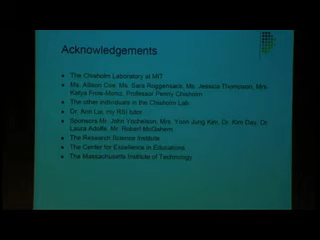 Acknowledgements
The Chisholm Laboratory at MIT
Ms. Allison Coe, Ms. Sara Roggensack, Ms. Jessica Thompson, Mrs.
Katya Frois-Moniz, Professor Penny Chisholm
The other individuals in the Chisholm Lab
Dr. Ann Lai, my RSI tutor
Sponsors Mr. John Yochelson, Mrs. Yoon Jung Kim, Dr. Kim Day, Dr.
Laura Adolfie, Mr. Robert McGahern
The Research Science Institute
The Center for Excellence in Educations
The Massachusetts Institute of Technology